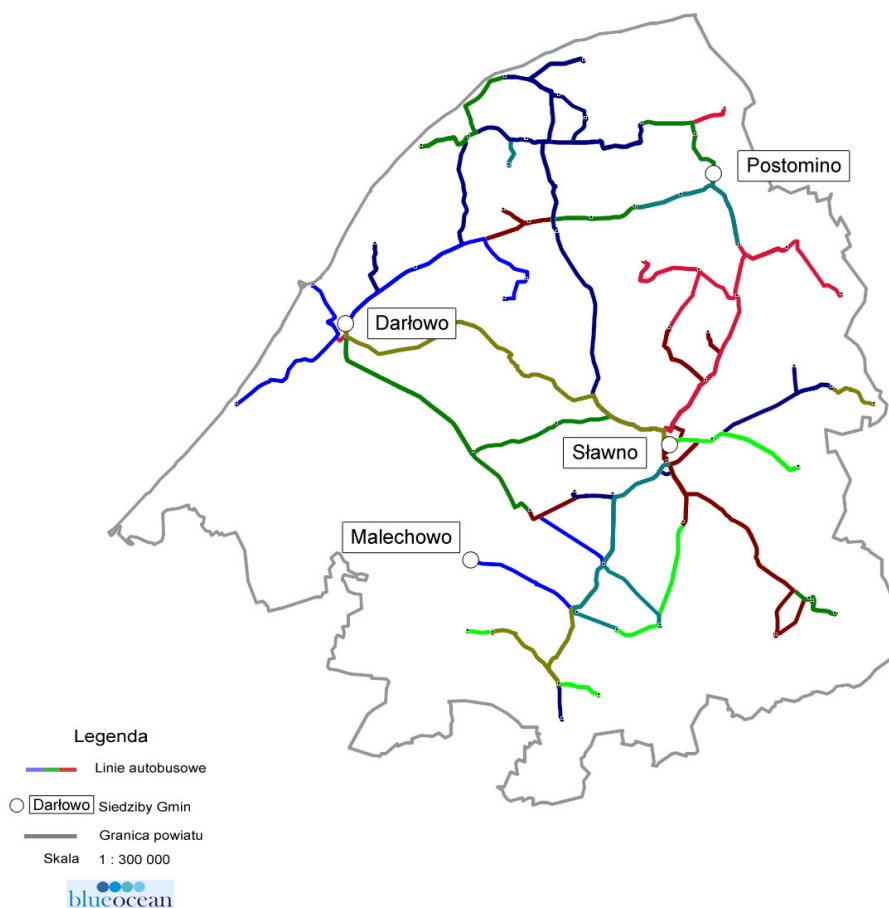 Postomino
Darłowo
Sławno
Malechowo
Legenda
Linie autobusowe
Darłowo Siedziby Gmin
Granica powiatu
Skala 1 : 300 000
blueocean